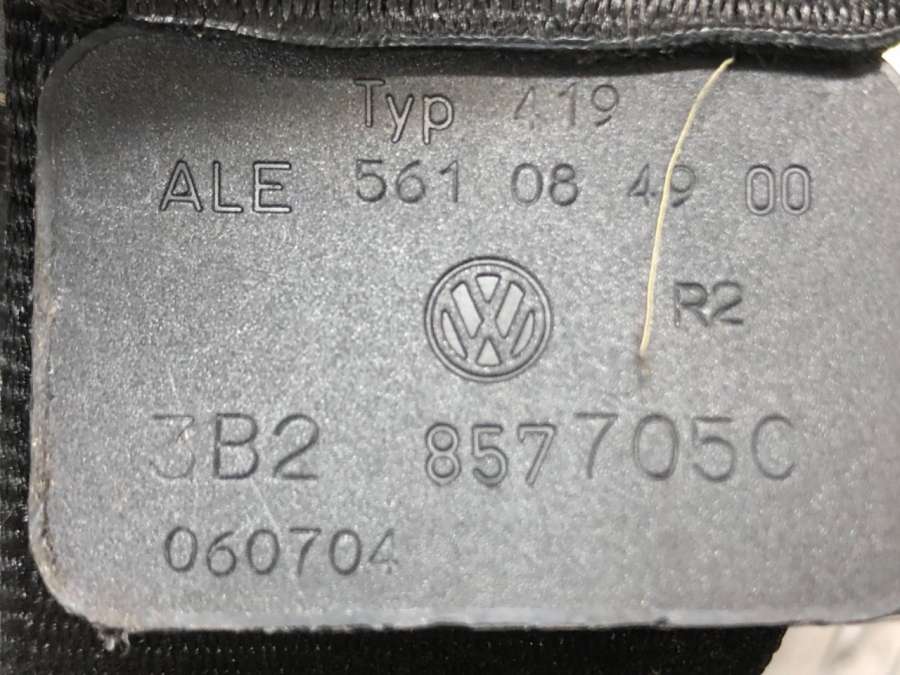 Typ 419
ALE 561 08 49 00
R2
3B2 857705C
060704